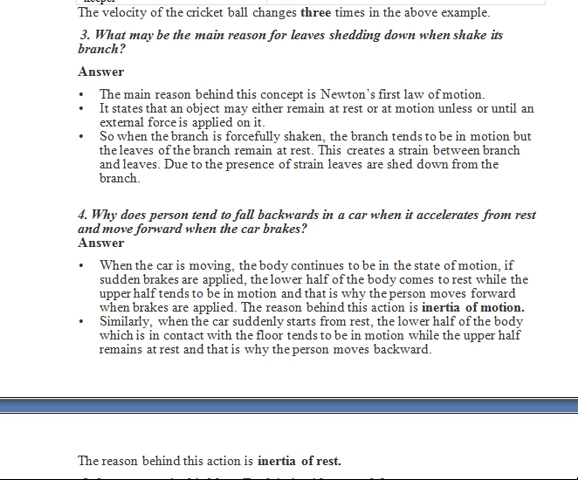 The velocity of the cricket ball changes three times in the above example.
3. What may be the main reason for leaves shedding down when shake its
branch?
Answer
• The main reason behind this concept is Newton's first law of motion.
• It states that an object may either remain at rest or at motion unless or until an
external force is applied on it.
• So when the branch is forcefully shaken, the branch tends to be in motion but
the leaves of the branch remain at rest. This creates a strain between branch
and leaves. Due to the presence of strain leaves are shed down from the
branch.
4. Why does person tend to fall backwards in a car when it accelerates from rest
and move forward when the car brakes?
Answer
• When the car is moving, the body continues to be in the state of motion, if
sudden brakes are applied, the lower half of the body comes to rest while the
upper half tends to be in motion and that is why the person moves forward
when brakes are applied. The reason behind this action is inertia of motion.
• Similarly, when the car suddenly starts from rest, the lower half of the body
which is in contact with the floor tends to be in motion while the upper half
remains at rest and that is why the person moves backward.
The reason behind this action is inertia of rest.